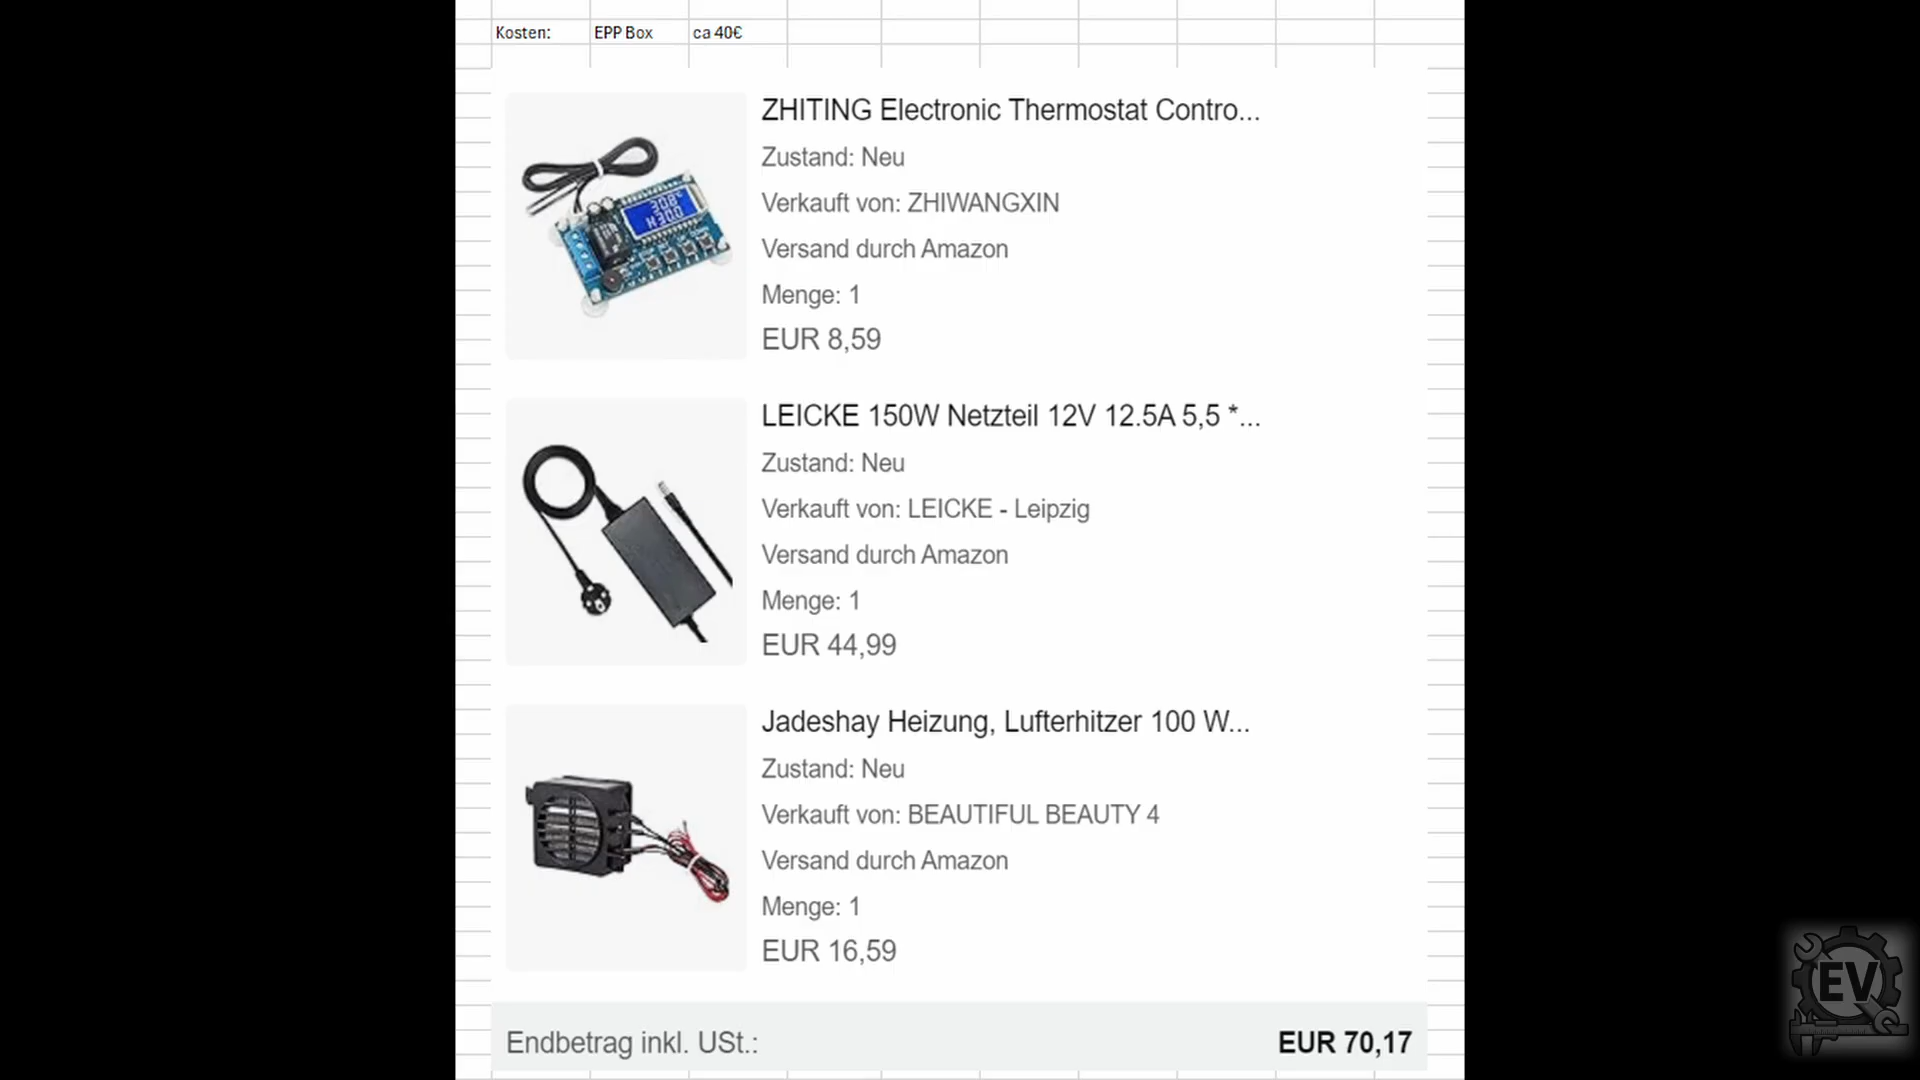 Kosten: EPP Box ca 40€
ZHITING Electronic Thermostat Contro...
Zustand: Neu
Verkauft von: ZHIWANGXIN
Versand durch Amazon
Menge: 1
EUR 8,59
LEICKE 150W Netzteil 12V 12.5A 5,5 *...
Zustand: Neu
Verkauft von: LEICKE - Leipzig
Versand durch Amazon
Menge: 1
EUR 44,99
Jadeshay Heizung, Lufterhitzer 100 W...
Zustand: Neu
Verkauft von: BEAUTIFUL BEAUTY 4
Versand durch Amazon
Menge: 1
EUR 16,59
Endbetrag inkl. USt.: EUR 70,17
EV